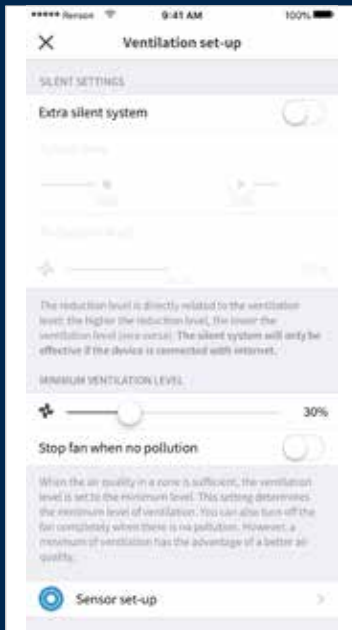 Renson 9:41 AM 100%
Ventilation set-up
SILENT SETTINGS
Extra silent system
The reduction level is directly related to the ventilation
level: the higher the reduction level, the lower the
ventilation level (vice versa). The silent system will only be
effective if the device is connected with internet.
MINIMUM VENTILATION LEVEL
30%
Stop fan when no pollution
When the air quality in a zone is sufficient, the ventilation
level is set to the minimum level. This setting determines
the minimum level of ventilation. You can also turn off the
fan completely when there is no pollution. However, a
minimum of ventilation has the advantage of a better air
quality.
Sensor set-up